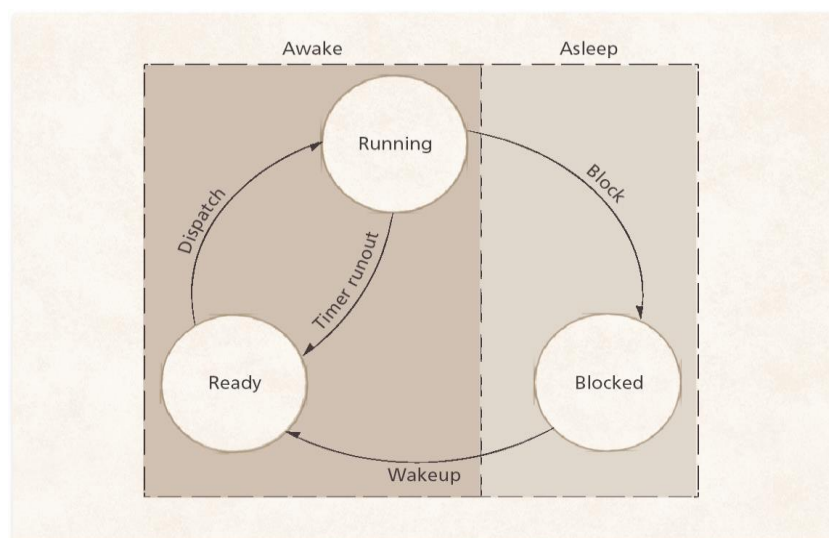 Awake
Asleep
Running
Block
Dispatch
Timer runout
Ready
Blocked
Wakeup